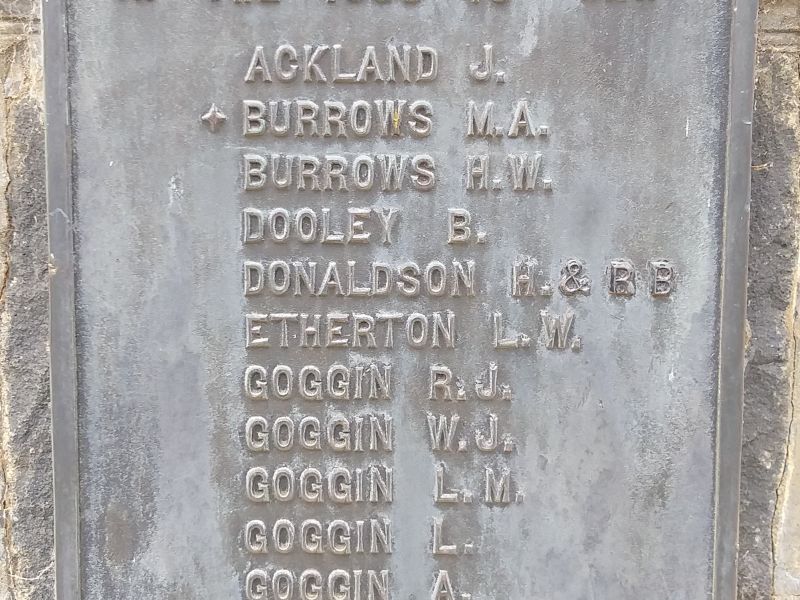 ACKLAND J.
✦ BURROWS M.A.
BURROWS H.W.
DOOLEY B.
DONALDSON H.& R B
ETHERTON L.W.
GOGGIN R.J.
GOGGIN W.J.
GOGGIN L.M.
GOGGIN L.
GOGGIN A.